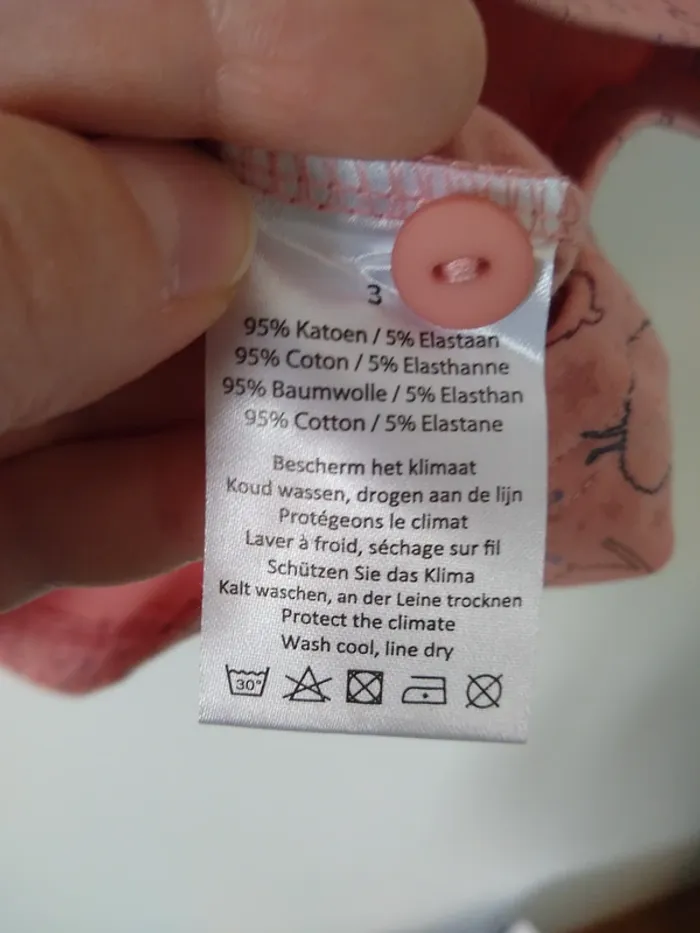 3
95% Katoen / 5% Elastaan
95% Coton / 5% Elasthanne
95% Baumwolle / 5% Elasthan
95% Cotton / 5% Elastane
Bescherm het klimaat
Koud wassen, drogen aan de lijn
Protégeons le climat
Laver à froid, séchage sur fil
Schützen Sie das Klima
Kalt waschen, an der Leine trocknen
Protect the climate
Wash cool, line dry
30°